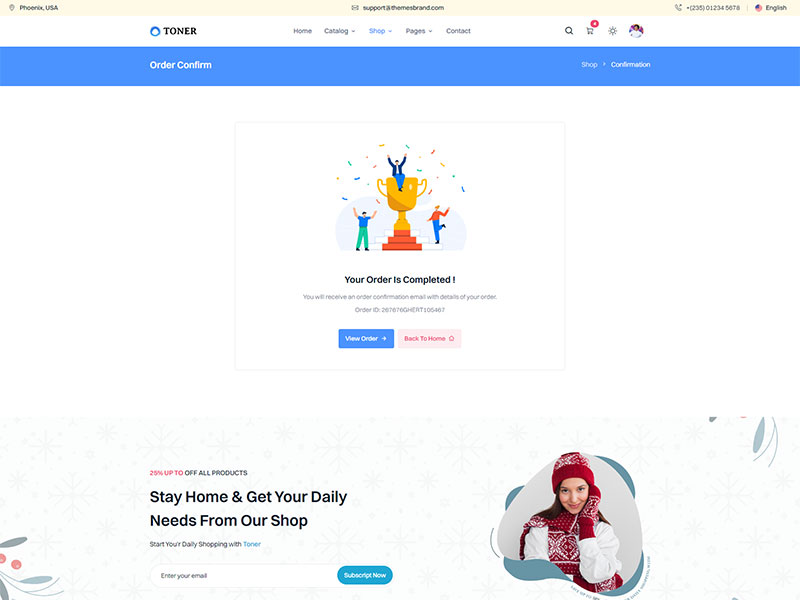 Phoenix, USA
support@themesbrand.com
+(235) 01234 5678
English
TONER
Home
Catalog
Shop
Pages
Contact
4
Order Confirm
Shop
Confirmation
Your Order Is Completed !
You will receive an order confirmation email with details of your order.
Order ID: 267676GHERT105467
View Order
Back To Home
25% UP TO OFF ALL PRODUCTS
Stay Home & Get Your Daily
Needs From Our Shop
Start You'r Daily Shopping with Toner
Enter your email
Subscript Now